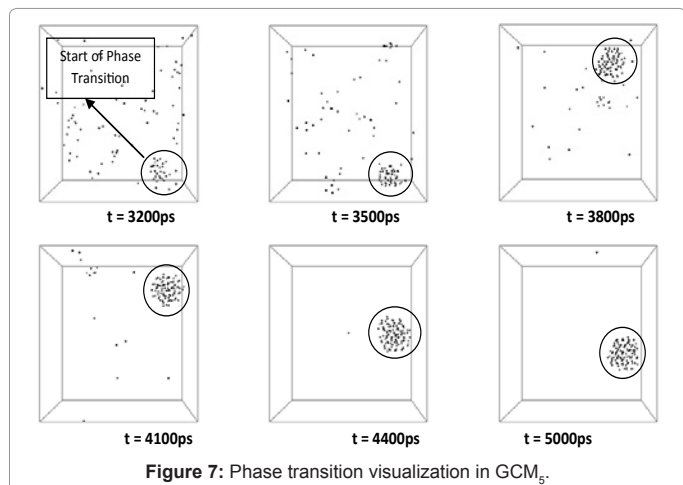 Start of Phase
Transition
t = 3200ps
t = 3500ps
t = 3800ps
t = 4100ps
t = 4400ps
t = 5000ps
Figure 7: Phase transition visualization in GCM₅.